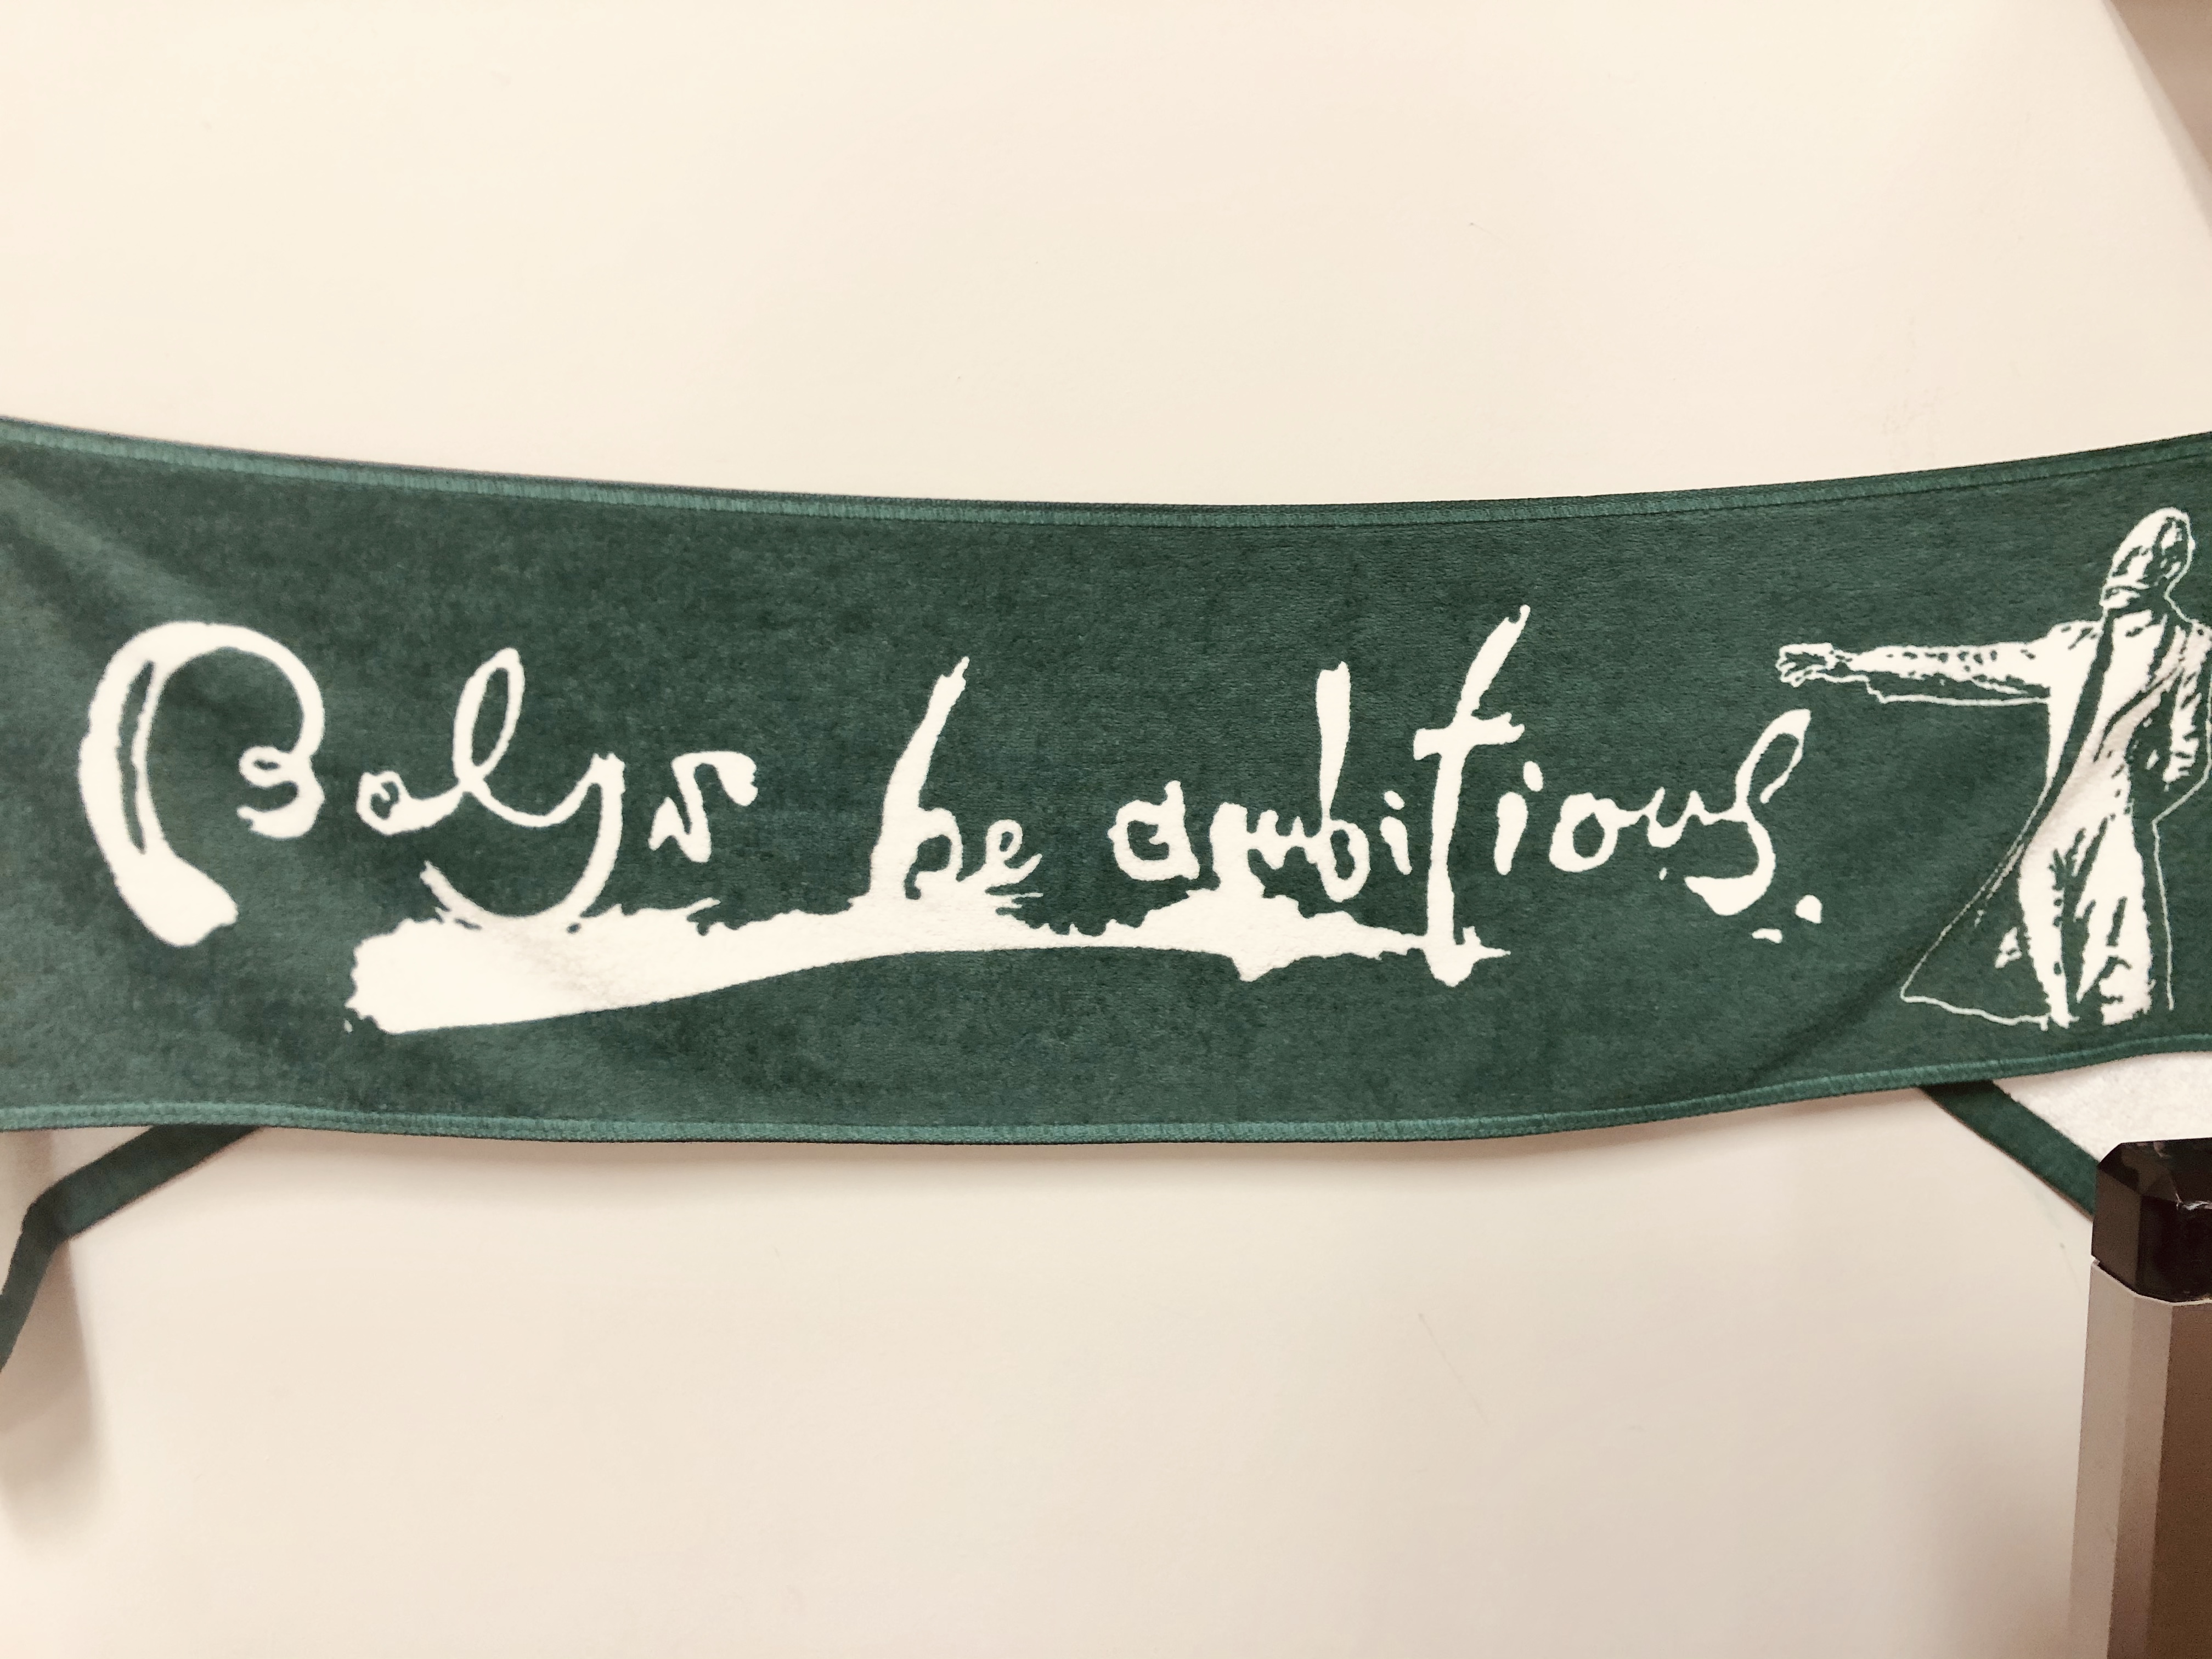 Boys be ambitious.